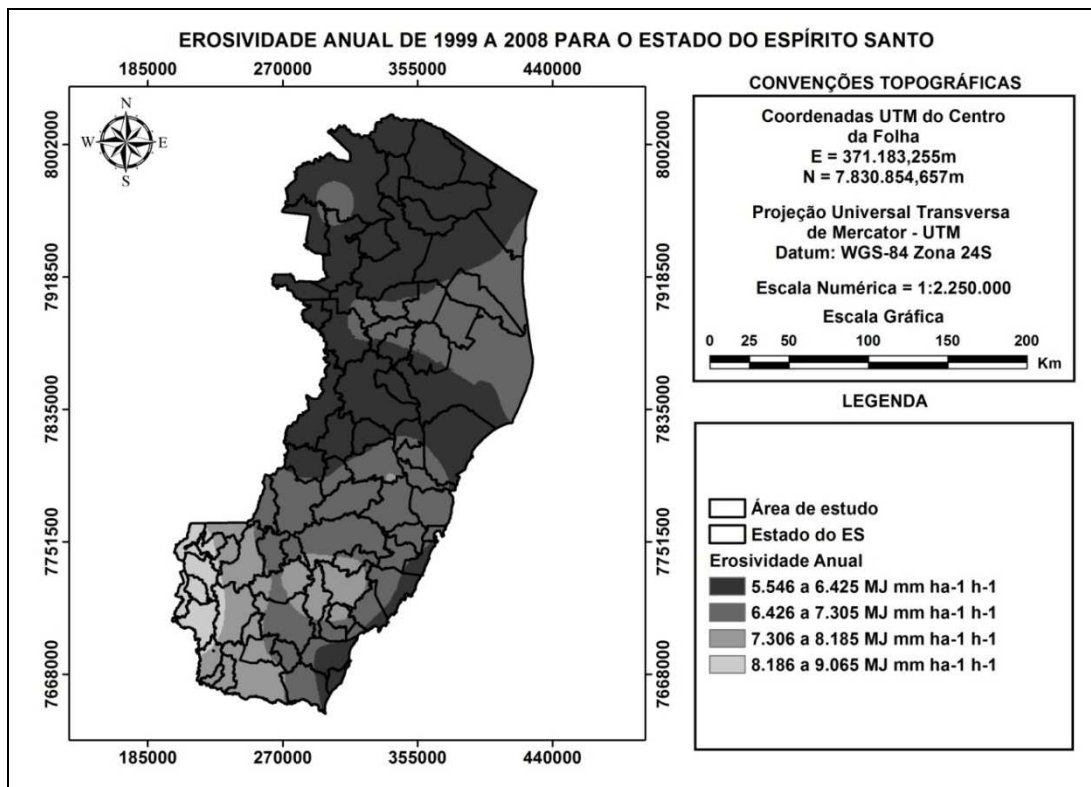 EROSIVIDADE ANUAL DE 1999 A 2008 PARA O ESTADO DO ESPÍRITO SANTO
185000 270000 355000 440000
N
W E
S
8002000 8002000
7918500 7918500
7835000 7835000
7751500 7751500
7668000 7668000
185000 270000 355000 440000
CONVENÇÕES TOPOGRÁFICAS
Coordenadas UTM do Centro
da Folha
E = 371.183,255m
N = 7.830.854,657m
Projeção Universal Transversa
de Mercator - UTM
Datum: WGS-84 Zona 24S
Escala Numérica = 1:2.250.000
Escala Gráfica
0 25 50 100 150 200
Km
LEGENDA
Área de estudo
Estado do ES
Erosividade Anual
5.546 a 6.425 MJ mm ha-1 h-1
6.426 a 7.305 MJ mm ha-1 h-1
7.306 a 8.185 MJ mm ha-1 h-1
8.186 a 9.065 MJ mm ha-1 h-1